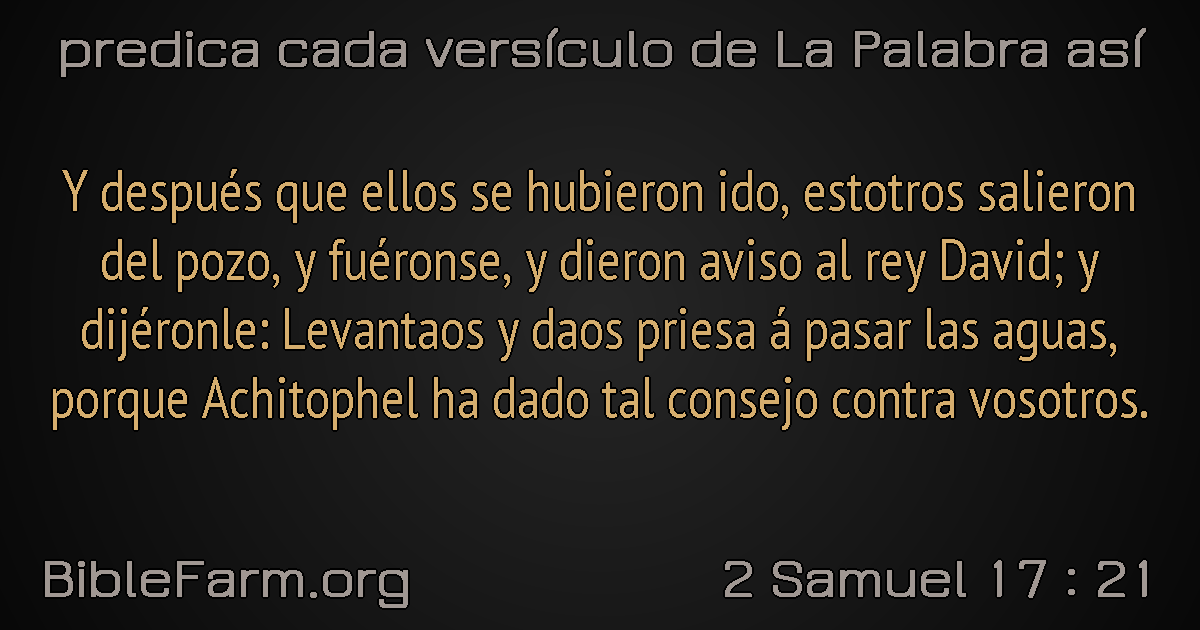 predica cada versículo de La Palabra así
Y después que ellos se hubieron ido, estotros salieron
del pozo, y fuéronse, y dieron aviso al rey David; y
dijéronle: Levantaos y daos priesa á pasar las aguas,
porque Achitophel ha dado tal consejo contra vosotros.
BibleFarm.org
2 Samuel 17 : 21